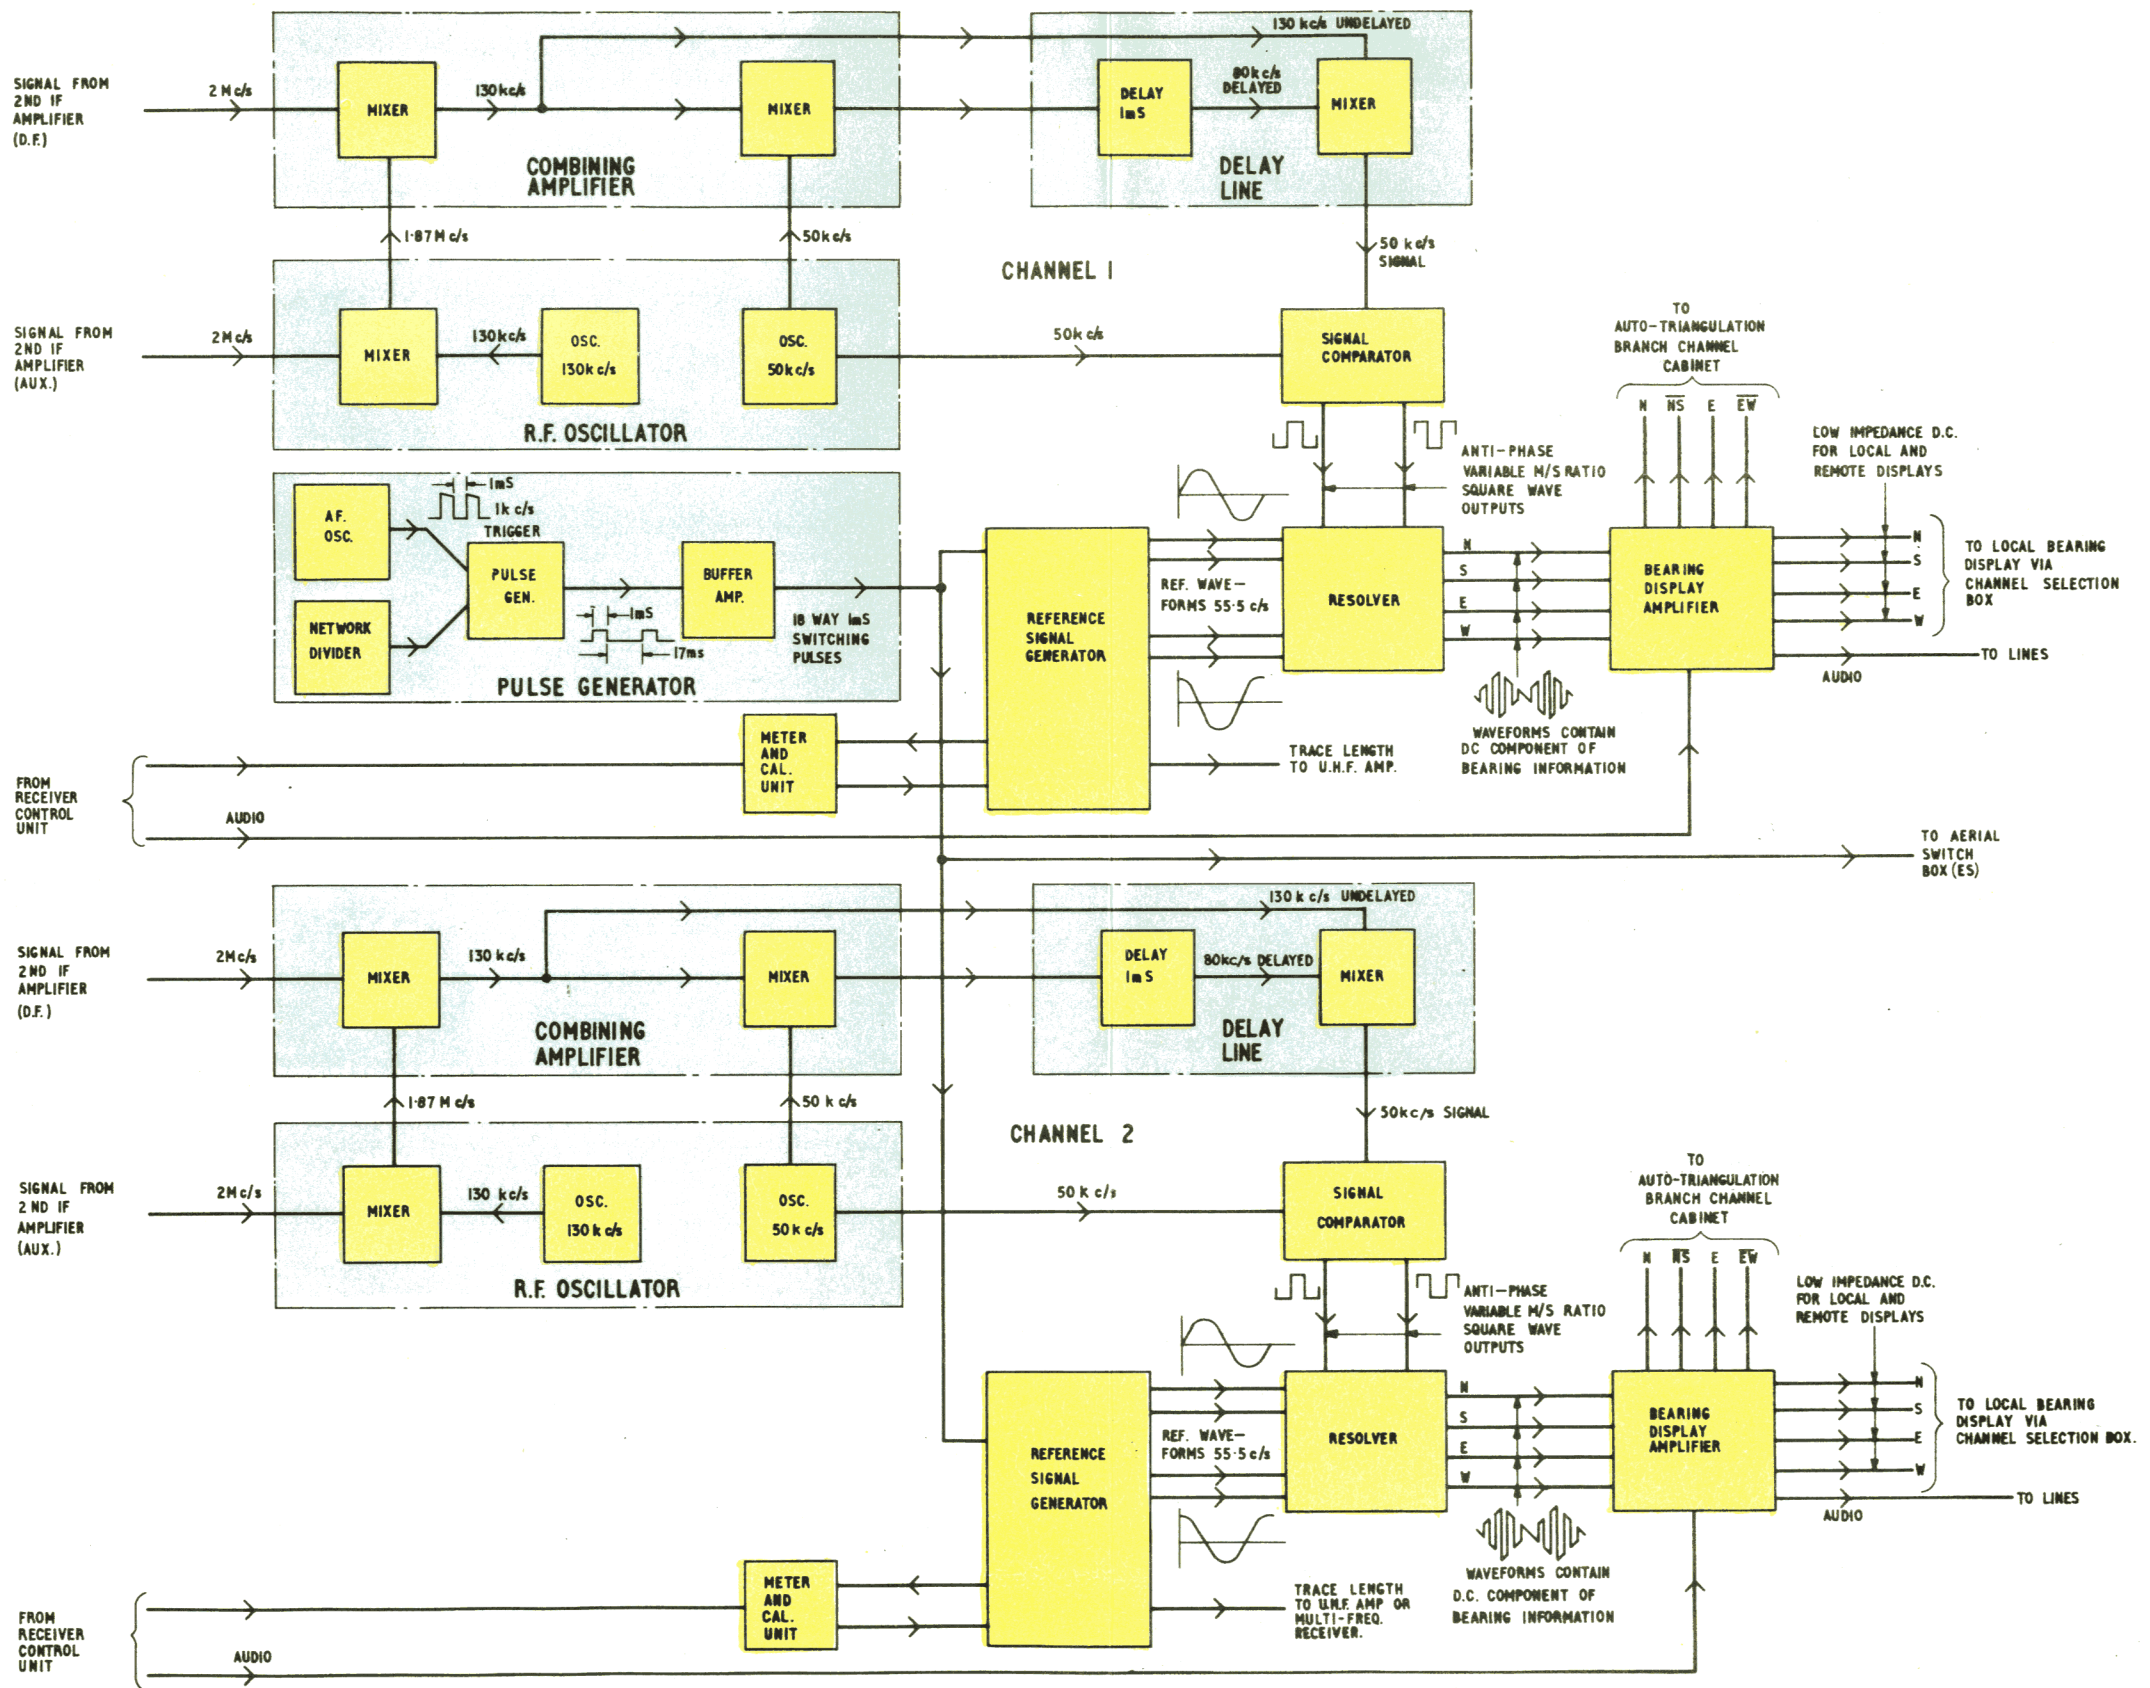 130 kc/s UNDELAYED
SIGNAL FROM
2ND IF
AMPLIFIER
(D.F.)
2 Mc/s
MIXER
130kc/s
MIXER
DELAY
1mS
80kc/s
DELAYED
MIXER
COMBINING
AMPLIFIER
DELAY
LINE
1·87Mc/s
50kc/s
50 kc/s
SIGNAL
CHANNEL 1
SIGNAL FROM
2ND IF
AMPLIFIER
(AUX.)
2Mc/s
MIXER
130kc/s
OSC.
130kc/s
OSC.
50kc/s
50kc/s
SIGNAL
COMPARATOR
R.F. OSCILLATOR
TO
AUTO-TRIANGULATION
BRANCH CHANNEL
CABINET
N
NS
E
EW
LOW IMPEDANCE D.C.
FOR LOCAL AND
REMOTE DISPLAYS
ANTI-PHASE
VARIABLE M/S RATIO
SQUARE WAVE
OUTPUTS
AF.
OSC.
1mS
1k c/s
TRIGGER
PULSE
GEN.
BUFFER
AMP.
NETWORK
DIVIDER
1mS
17ms
18 WAY 1mS
SWITCHING
PULSES
PULSE GENERATOR
REFERENCE
SIGNAL
GENERATOR
REF. WAVE-
FORMS 55·5 c/s
RESOLVER
N
S
E
W
BEARING
DISPLAY
AMPLIFIER
N
S
E
W
TO LOCAL BEARING
DISPLAY VIA
CHANNEL SELECTION
BOX
AUDIO
TO LINES
WAVEFORMS CONTAIN
DC COMPONENT OF
BEARING INFORMATION
METER
AND
CAL.
UNIT
TRACE LENGTH
TO U.H.F. AMP.
FROM
RECEIVER
CONTROL
UNIT
AUDIO
TO AERIAL
SWITCH
BOX (ES)
130 k c/s UNDELAYED
SIGNAL FROM
2ND IF
AMPLIFIER
(D.F.)
2Mc/s
MIXER
130 kc/s
MIXER
DELAY
1mS
80kc/s DELAYED
MIXER
COMBINING
AMPLIFIER
DELAY
LINE
1·87 M c/s
50 k c/s
50kc/s SIGNAL
CHANNEL 2
SIGNAL FROM
2 ND IF
AMPLIFIER
(AUX.)
2Mc/s
MIXER
130 kc/s
OSC.
130kc/s
OSC.
50k c/s
50 k c/s
SIGNAL
COMPARATOR
R.F. OSCILLATOR
TO
AUTO-TRIANGULATION
BRANCH CHANNEL
CABINET
N
NS
E
EW
LOW IMPEDANCE D.C.
FOR LOCAL AND
REMOTE DISPLAYS
ANTI-PHASE
VARIABLE M/S RATIO
SQUARE WAVE
OUTPUTS
REFERENCE
SIGNAL
GENERATOR
REF. WAVE-
FORMS 55·5 c/s
RESOLVER
N
S
E
W
BEARING
DISPLAY
AMPLIFIER
N
S
E
W
TO LOCAL BEARING
DISPLAY VIA
CHANNEL SELECTION BOX.
AUDIO
TO LINES
WAVEFORMS CONTAIN
D.C. COMPONENT OF
BEARING INFORMATION
METER
AND
CAL.
UNIT
TRACE LENGTH
TO U.H.F. AMP OR
MULTI-FREQ.
RECEIVER.
FROM
RECEIVER
CONTROL
UNIT
AUDIO